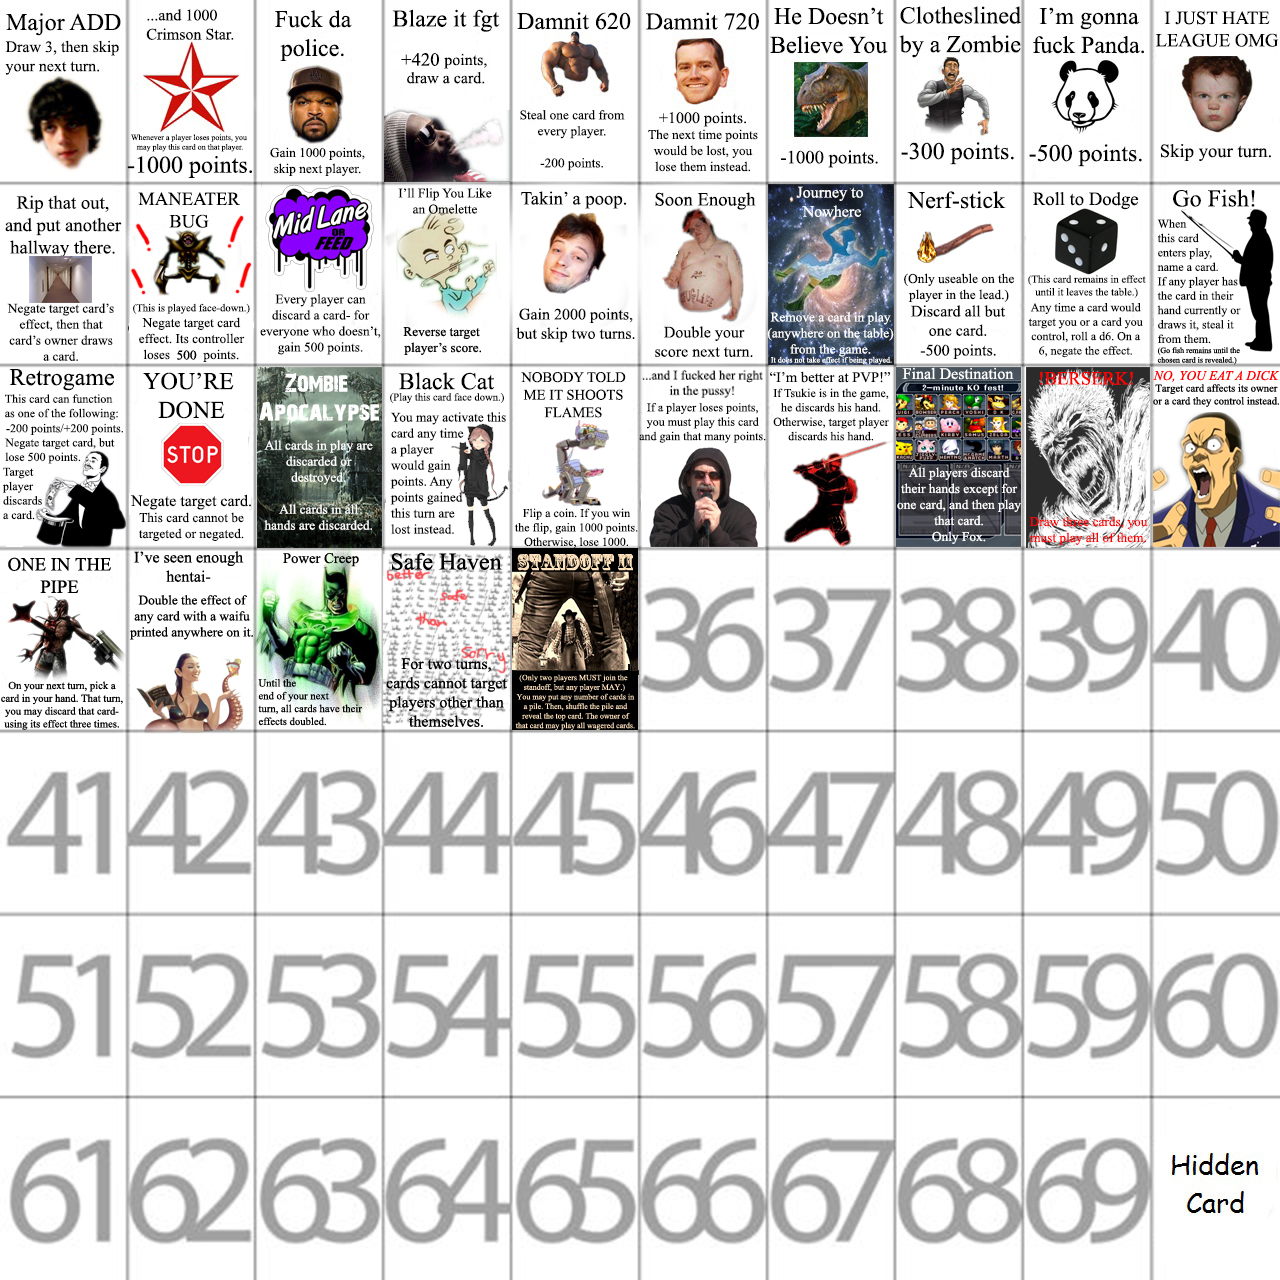 Major ADD
Draw 3, then skip
your next turn.
...and 1000
Crimson Star.
Whenever a player loses points, you
may play this card on that player.
-1000 points.
Fuck da
police.
Gain 1000 points,
skip next player.
Blaze it fgt
+420 points,
draw a card.
Damnit 620
Steal one card from
every player.
-200 points.
Damnit 720
+1000 points.
The next time points
would be lost, you
lose them instead.
He Doesn't
Believe You
-1000 points.
Clotheslined
by a Zombie
-300 points.
I'm gonna
fuck Panda.
-500 points.
I JUST HATE
LEAGUE OMG
Skip your turn.
Rip that out,
and put another
hallway there.
Negate target card's
effect, then that
card's owner draws
a card.
MANEATER
BUG
(This is played face-down.)
Negate target card
effect. Its controller
loses 500 points.
Mid Lane
OR
FEED
Every player can
discard a card- for
everyone who doesn't,
gain 500 points.
I'll Flip You Like
an Omelette
Reverse target
player's score.
Takin' a poop.
Gain 2000 points,
but skip two turns.
Soon Enough
Double your
score next turn.
Journey to
Nowhere
Remove a card in play
(anywhere on the table)
from the game.
It does not take effect if being played.
Nerf-stick
(Only useable on the
player in the lead.)
Discard all but
one card.
-500 points.
Roll to Dodge
(This card remains in effect
until it leaves the table.)
Any time a card would
target you or a card you
control, roll a d6. On a
6, negate the effect.
Go Fish!
When
this card
enters play,
name a card.
If any player has
the card in their
hand currently or
draws it, steal it
from them.
(Go fish remains until the
chosen card is revealed.)
Retrogame
This card can function
as one of the following:
-200 points/+200 points.
Negate target card, but
lose 500 points.
Target
player
discards
a card.
YOU'RE
DONE
STOP
Negate target card.
This card cannot be
targeted or negated.
ZOMBIE
APOCALYPSE
All cards in play are
discarded or
destroyed.
All cards in all
hands are discarded.
Black Cat
(Play this card face down.)
You may activate this
card any time
a player
would gain
points. Any
points gained
this turn are
lost instead.
NOBODY TOLD
ME IT SHOOTS
FLAMES
Flip a coin. If you win
the flip, gain 1000 points.
Otherwise, lose 1000.
...and I fucked her right
in the pussy!
If a player loses points,
you must play this card
and gain that many points.
"I'm better at PVP!"
If Tsukie is in the game,
he discards his hand.
Otherwise, target player
discards his hand.
Final Destination
2-minute KO fest!
All players discard
their hands except for
one card, and then play
that card.
Only Fox.
!BERSERK!
Draw three cards, you
must play all of them.
NO, YOU EAT A DICK
Target card affects its owner
or a card they control instead.
ONE IN THE
PIPE
On your next turn, pick a
card in your hand. That turn,
you may discard that card-
using its effect three times.
I've seen enough
hentai-
Double the effect of
any card with a waifu
printed anywhere on it.
Power Creep
Until the
end of your next
turn, all cards have their
effects doubled.
Safe Haven
better
safe
than
sorry
For two turns,
cards cannot target
players other than
themselves.
STANDOFF II
(Only two players MUST join the
standoff, but any player MAY.)
You may put any number of cards in
a pile. Then, shuffle the pile and
reveal the top card. The owner of
that card may play all wagered cards.
36 37 38 39 40
41 42 43 44 45 46 47 48 49 50
51 52 53 54 55 56 57 58 59 60
61 62 63 64 65 66 67 68 69
Hidden
Card